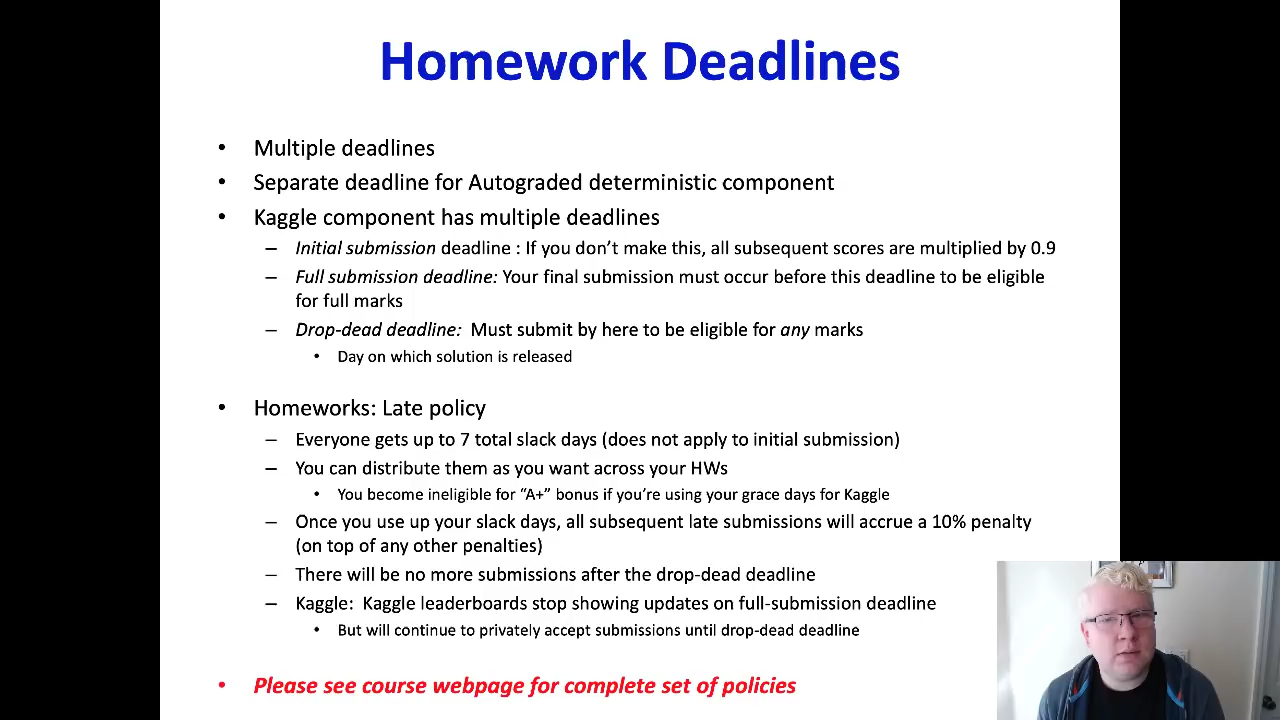 Homework Deadlines
• Multiple deadlines
• Separate deadline for Autograded deterministic component
• Kaggle component has multiple deadlines
– Initial submission deadline : If you don’t make this, all subsequent scores are multiplied by 0.9
– Full submission deadline: Your final submission must occur before this deadline to be eligible
for full marks
– Drop-dead deadline: Must submit by here to be eligible for any marks
• Day on which solution is released
• Homeworks: Late policy
– Everyone gets up to 7 total slack days (does not apply to initial submission)
– You can distribute them as you want across your HWs
• You become ineligible for “A+” bonus if you’re using your grace days for Kaggle
– Once you use up your slack days, all subsequent late submissions will accrue a 10% penalty
(on top of any other penalties)
– There will be no more submissions after the drop-dead deadline
– Kaggle: Kaggle leaderboards stop showing updates on full-submission deadline
• But will continue to privately accept submissions until drop-dead deadline
• Please see course webpage for complete set of policies